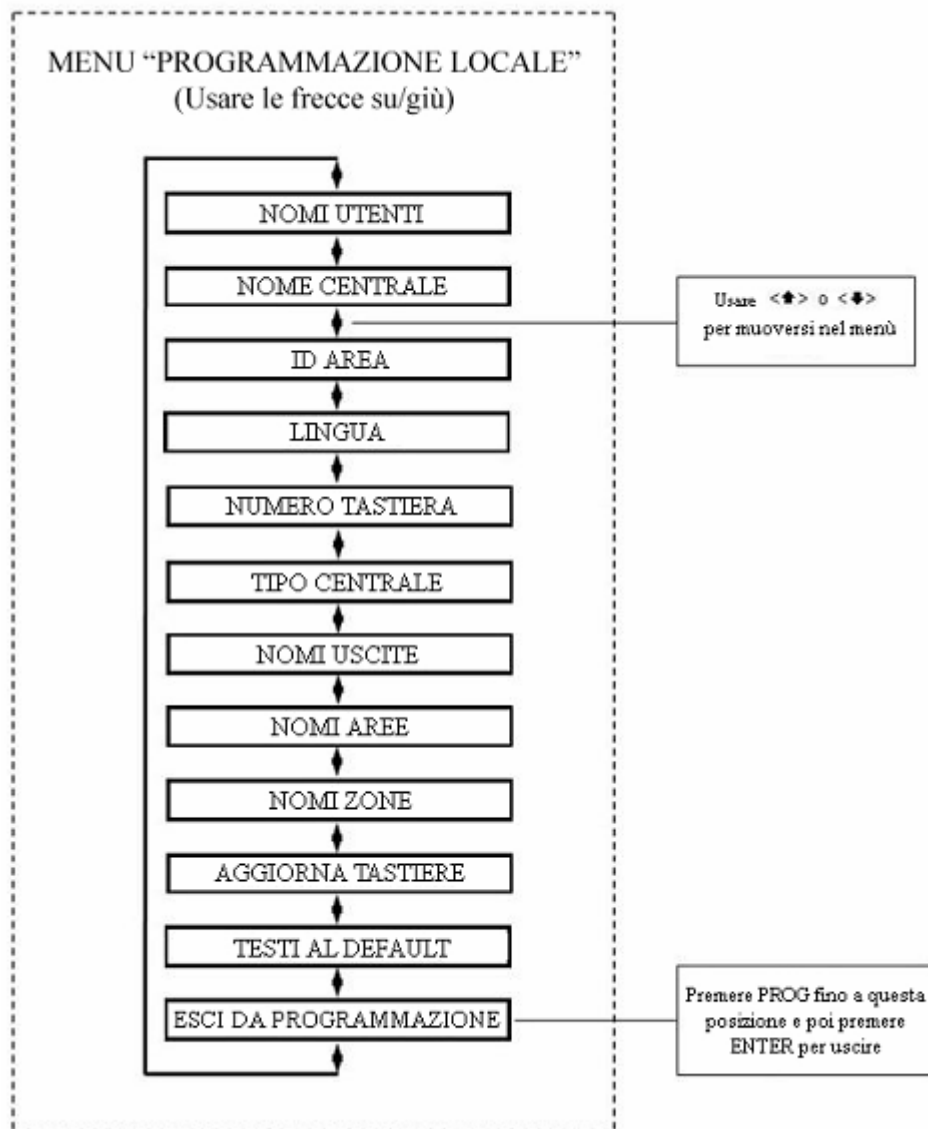 MENU “PROGRAMMAZIONE LOCALE”
(Usare le frecce su/giù)
NOMI UTENTI
NOME CENTRALE
Usare <🡅> o <🡇>
per muoversi nel menù
ID AREA
LINGUA
NUMERO TASTIERA
TIPO CENTRALE
NOMI USCITE
NOMI AREE
NOMI ZONE
AGGIORNA TASTIERE
TESTI AL DEFAULT
ESCI DA PROGRAMMAZIONE
Premere PROG fino a questa
posizione e poi premere
ENTER per uscire